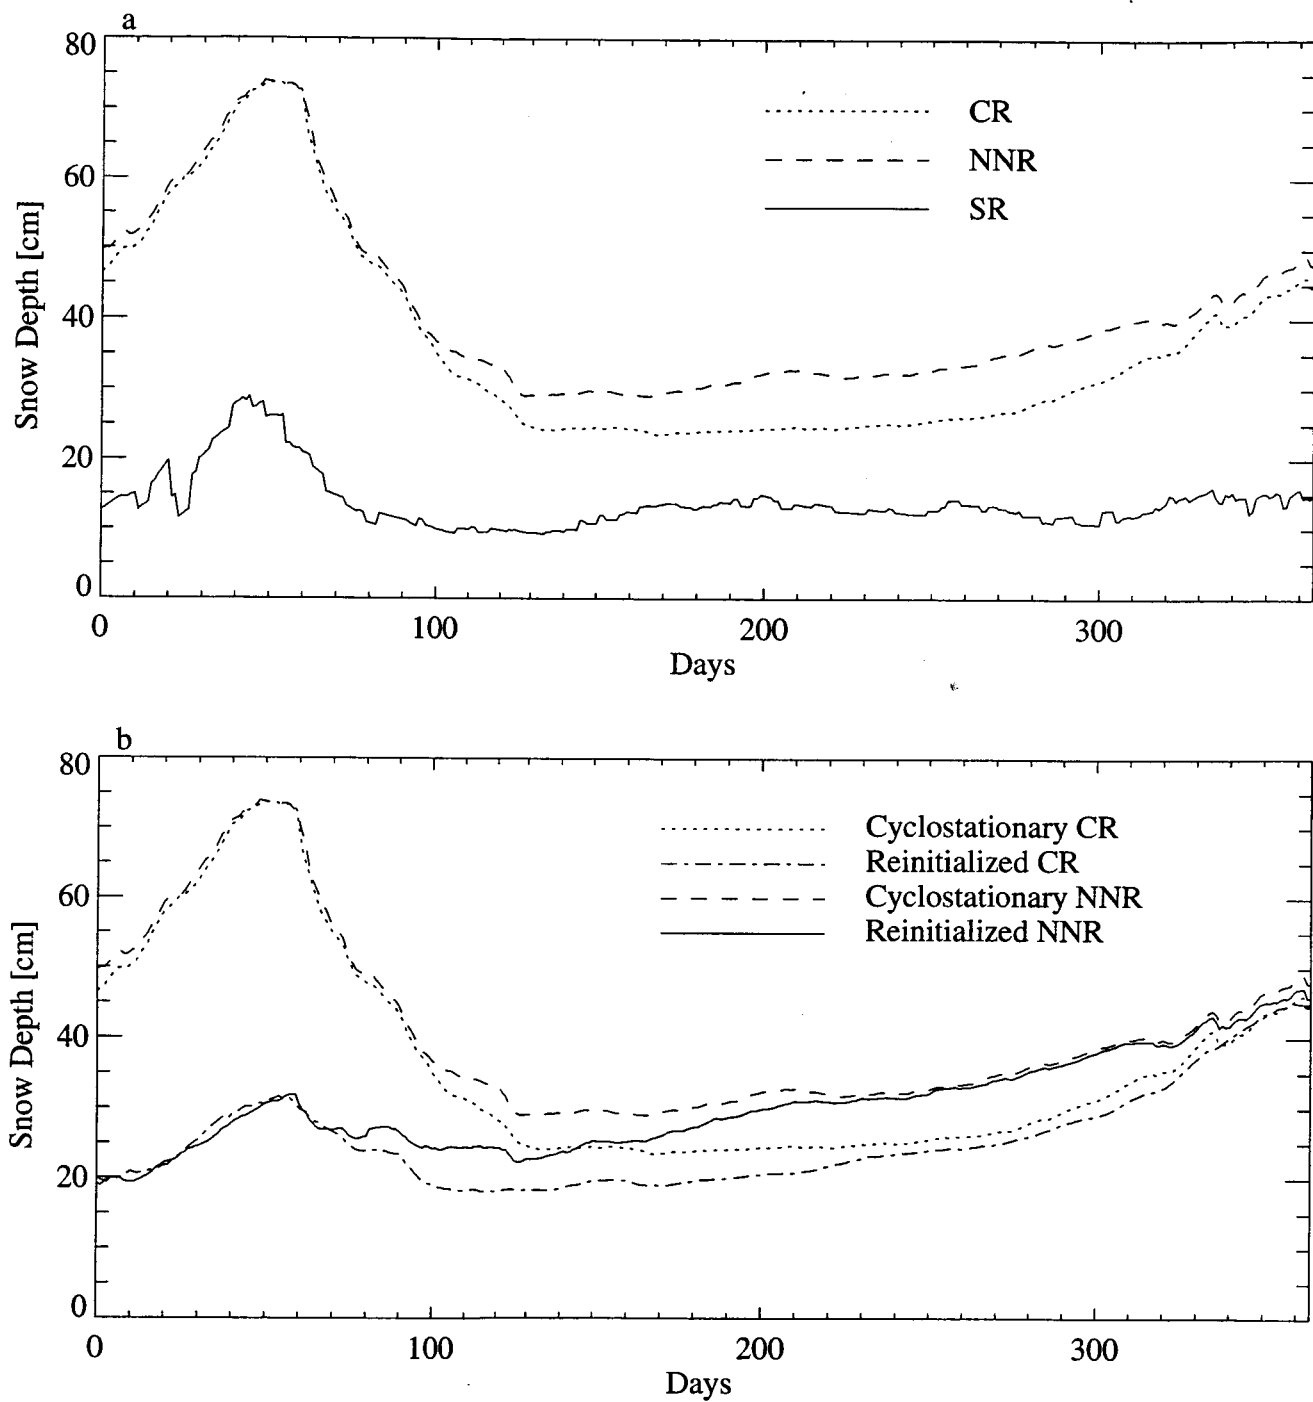 a
80
60
40
20
0
Snow Depth [cm]
CR
NNR
SR
0 100 200 300
Days
b
80
60
40
20
0
Snow Depth [cm]
Cyclostationary CR
Reinitialized CR
Cyclostationary NNR
Reinitialized NNR
0 100 200 300
Days